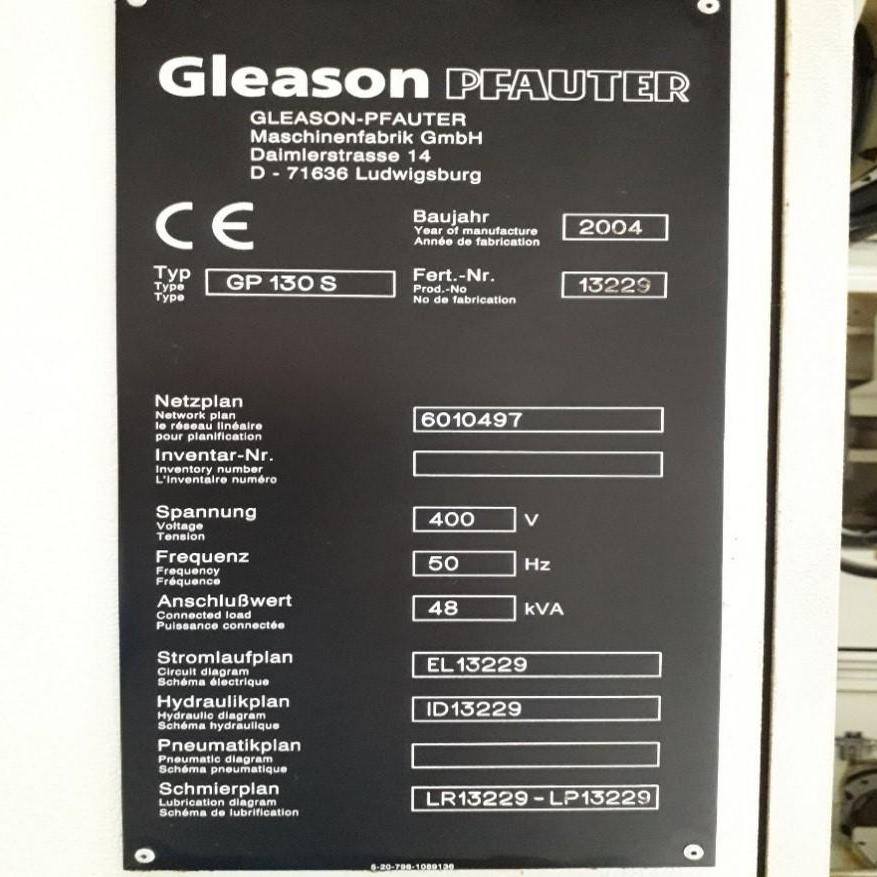 Gleason PFAUTER
GLEASON-PFAUTER
Maschinenfabrik GmbH
Daimlerstrasse 14
D - 71636 Ludwigsburg
CE
Baujahr
Year of manufacture
Année de fabrication
2004
Typ
Type
Type
GP 130 S
Fert.-Nr.
Prod.-No
No de fabrication
13229
Netzplan
Network plan
le réseau linéaire
pour planification
6010497
Inventar-Nr.
Inventory number
L'Inventaire numéro
Spannung
Voltage
Tension
400 V
Frequenz
Frequency
Fréquence
50 Hz
Anschlußwert
Connected load
Puissance connectée
48 kVA
Stromlaufplan
Circuit diagram
Schéma électrique
EL13229
Hydraulikplan
Hydraulic diagram
Schéma hydraulique
ID13229
Pneumatikplan
Pneumatic diagram
Schéma pneumatique
Schmierplan
Lubrication diagram
Schéma de lubrification
LR13229-LP13229
5-20-798-1089136